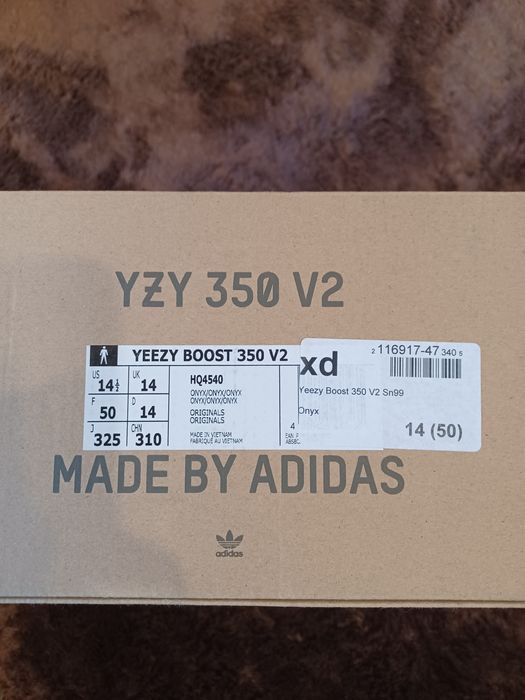 YZY 350 V2
YEEZY BOOST 350 V2
US 14½ UK 14
F 50 D 14
J 325 CHN 310
HQ4540
ONYX/ONYX/ONYX
ONYX/ONYX/ONYX
ORIGINALS
ORIGINALS
MADE IN VIETNAM
FABRIQUÉ AU VIETNAM
4
EAN P
xd
2 116917-47 340 5
Yeezy Boost 350 V2 Sn99
Onyx
14 (50)
MADE BY ADIDAS
adidas